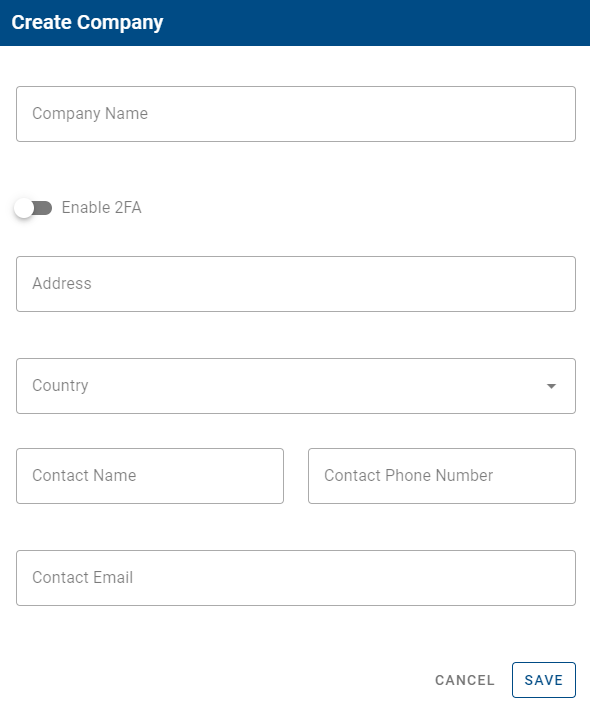 Create Company
Company Name
Enable 2FA
Address
Country
Contact Name Contact Phone Number
Contact Email
CANCEL SAVE